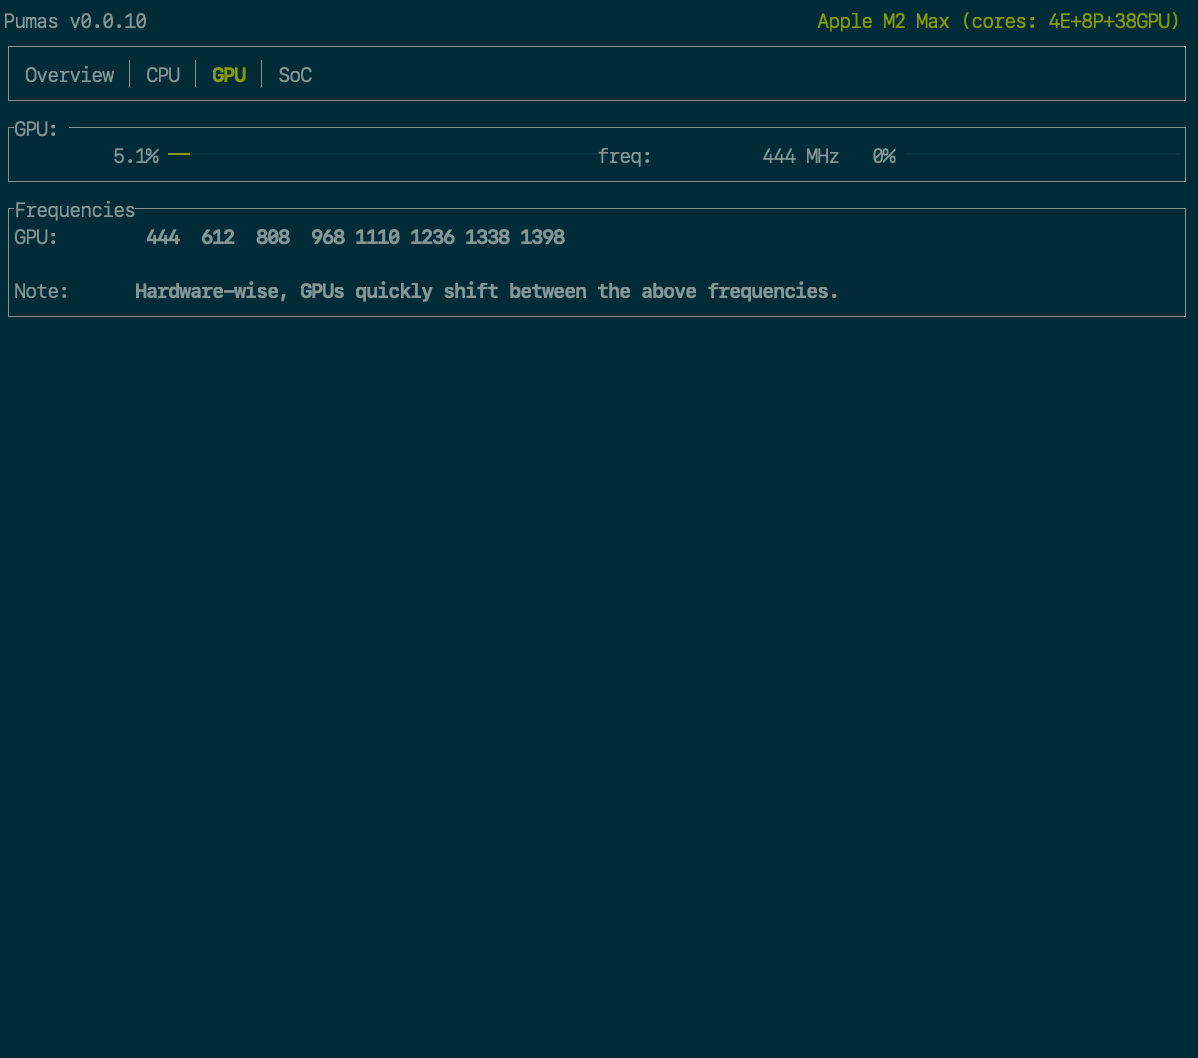 Pumas v0.0.10 Apple M2 Max (cores: 4E+8P+38GPU)
Overview CPU GPU SoC
GPU:
5.1% freq: 444 MHz 0%
Frequencies
GPU: 444 612 808 968 1110 1236 1338 1398
Note: Hardware-wise, GPUs quickly shift between the above frequencies.